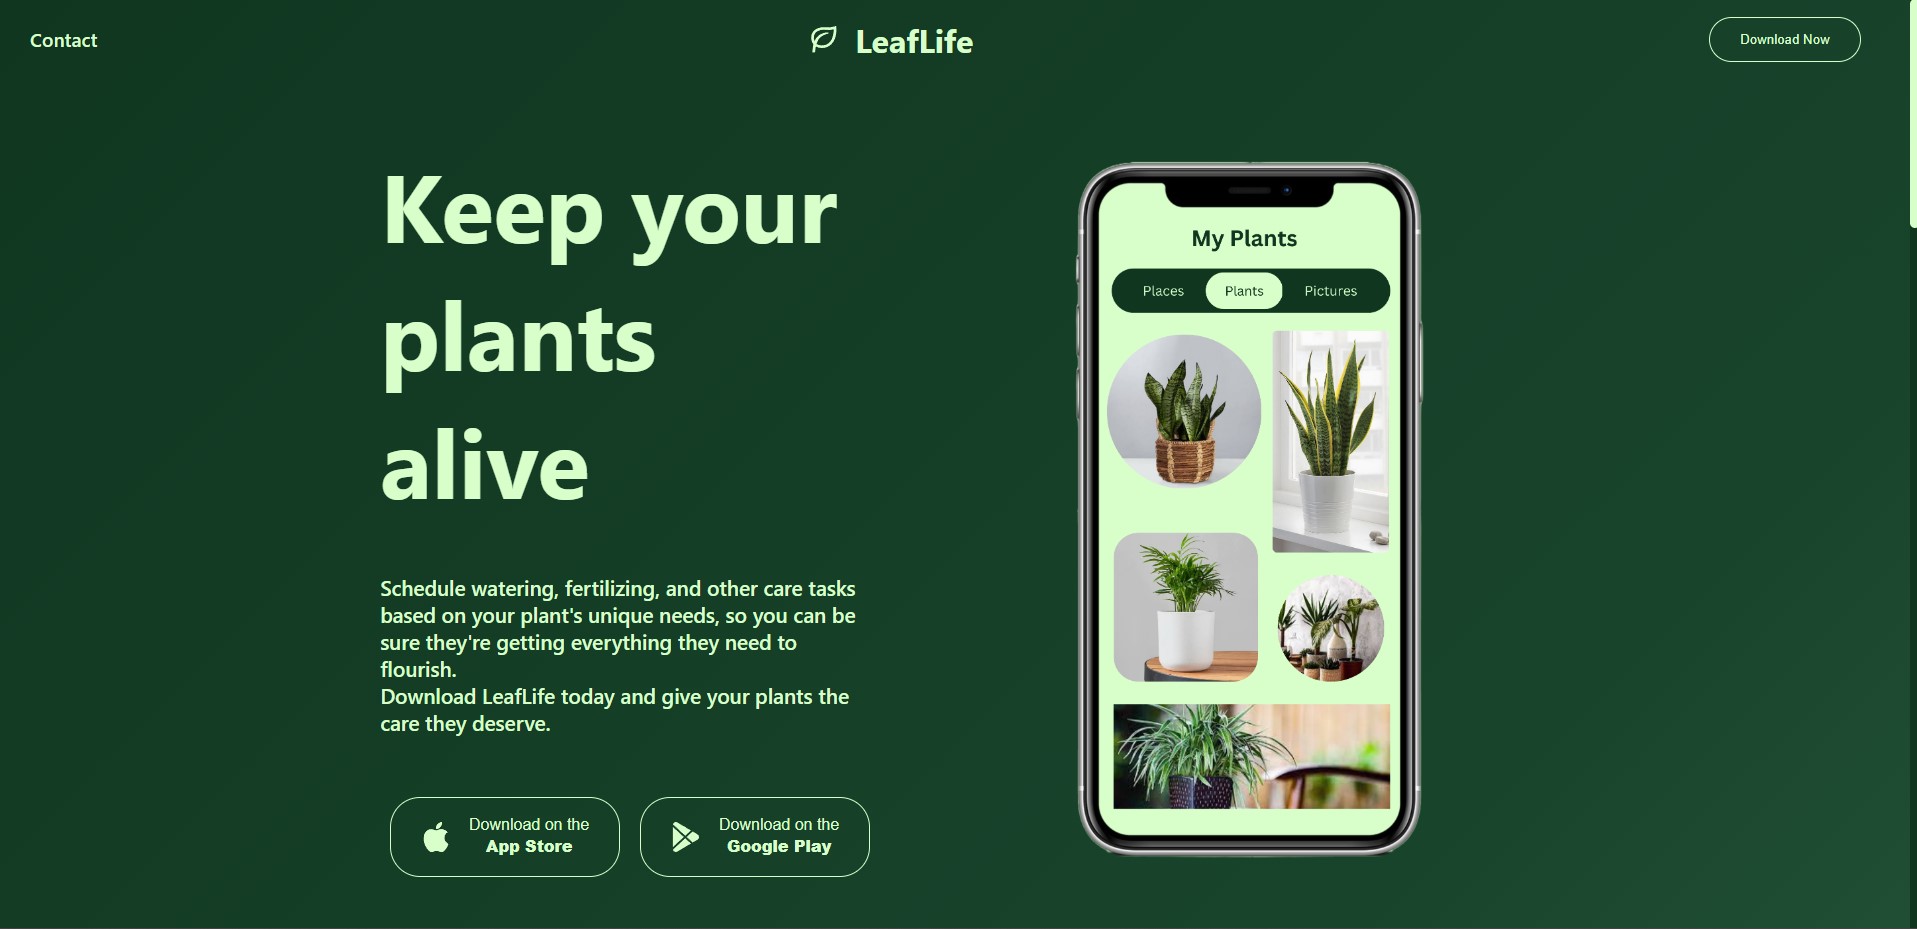 Contact
LeafLife
Download Now
Keep your
plants
alive
Schedule watering, fertilizing, and other care tasks
based on your plant's unique needs, so you can be
sure they're getting everything they need to
flourish.
Download LeafLife today and give your plants the
care they deserve.
Download on the
App Store
Download on the
Google Play
My Plants
Places Plants Pictures